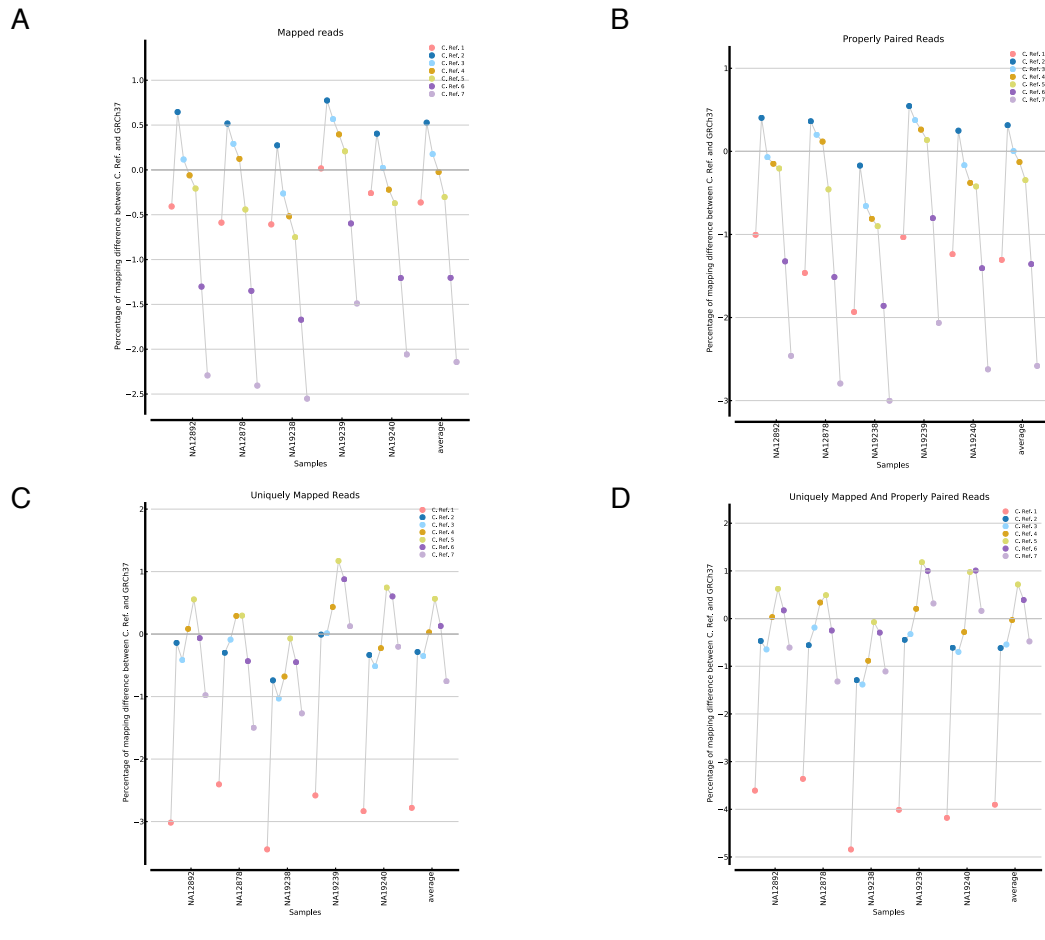 A
Mapped reads
C. Ref. 1
C. Ref. 2
C. Ref. 3
C. Ref. 4
C. Ref. 5
C. Ref. 6
C. Ref. 7
Percentage of mapping difference between C. Ref. and GRCh37
1.0
0.5
0.0
−0.5
−1.0
−1.5
−2.0
−2.5
NA12892
NA12878
NA19238
NA19239
NA19240
average
Samples
B
Properly Paired Reads
C. Ref. 1
C. Ref. 2
C. Ref. 3
C. Ref. 4
C. Ref. 5
C. Ref. 6
C. Ref. 7
Percentage of mapping difference between C. Ref. and GRCh37
1
0
−1
−2
−3
NA12892
NA12878
NA19238
NA19239
NA19240
average
Samples
C
Uniquely Mapped Reads
C. Ref. 1
C. Ref. 2
C. Ref. 3
C. Ref. 4
C. Ref. 5
C. Ref. 6
C. Ref. 7
Percentage of mapping difference between C. Ref. and GRCh37
2
1
0
−1
−2
−3
NA12892
NA12878
NA19238
NA19239
NA19240
average
Samples
D
Uniquely Mapped And Properly Paired Reads
C. Ref. 1
C. Ref. 2
C. Ref. 3
C. Ref. 4
C. Ref. 5
C. Ref. 6
C. Ref. 7
Percentage of mapping difference between C. Ref. and GRCh37
2
1
0
−1
−2
−3
−4
−5
NA12892
NA12878
NA19238
NA19239
NA19240
average
Samples